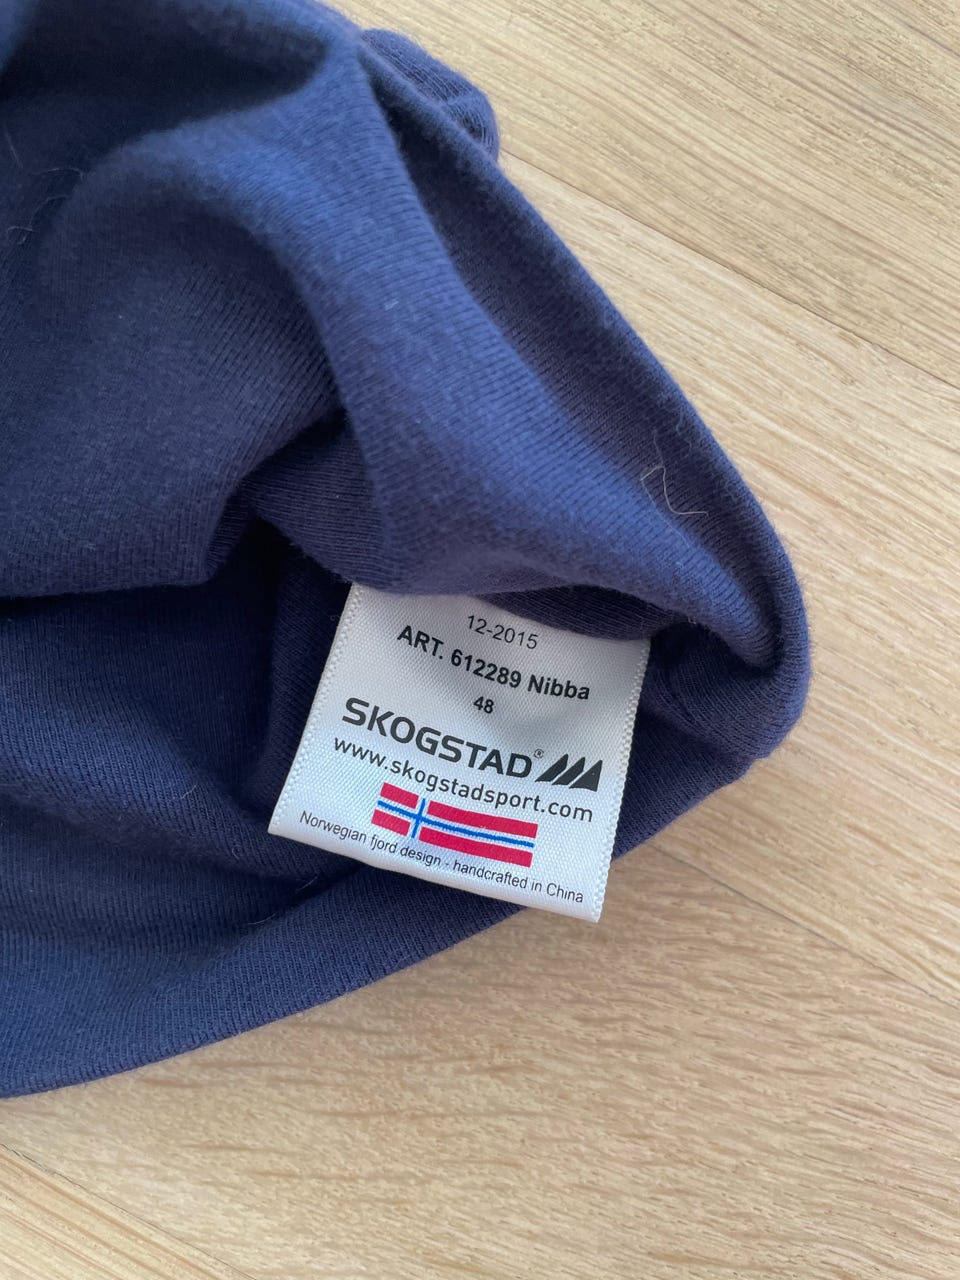 12-2015
ART. 612289 Nibba
48
SKOGSTAD®
www.skogstadsport.com
Norwegian fjord design - handcrafted in China